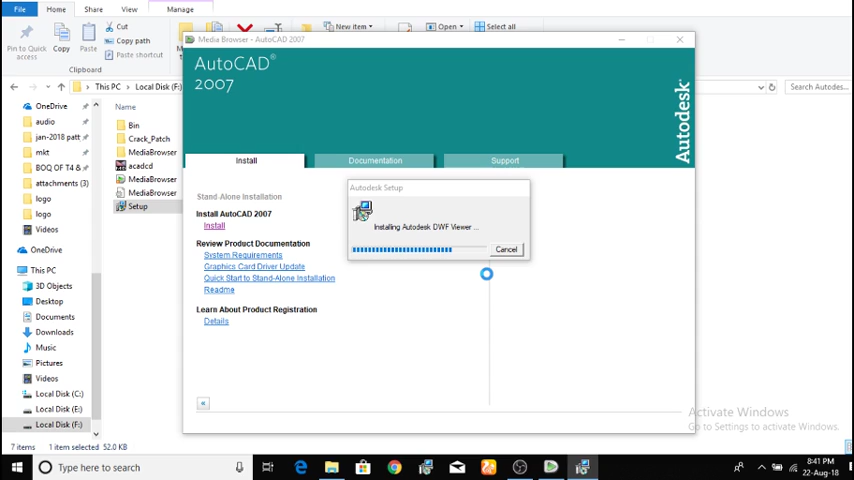 File Home Share View Manage
Cut
Copy path
Paste shortcut
Pin to Quick access
Copy
Paste
New item
Open
Select all
Clipboard
This PC Local Disk (F:)
Search Autodes...
OneDrive
audio
jan-2018 patt
mkt
BOQ OF T4 &
attachments (3)
logo
logo
Videos
OneDrive
This PC
3D Objects
Desktop
Documents
Downloads
Music
Pictures
Videos
Local Disk (C:)
Local Disk (E:)
Local Disk (F:)
Name
Bin
Crack_Patch
MediaBrowser
acadcd
MediaBrowser
MediaBrowser
Setup
Media Browser - AutoCAD 2007
AutoCAD®
2007
Autodesk®
Install Documentation Support
Stand-Alone Installation
Install AutoCAD 2007
Install
Review Product Documentation
System Requirements
Graphics Card Driver Update
Quick Start to Stand-Alone Installation
Readme
Learn About Product Registration
Details
«
Autodesk Setup
Installing Autodesk DWF Viewer ...
Cancel
Activate Windows
Go to Settings to activate Windows.
7 items 1 item selected 52.0 KB
Type here to search
8:41 PM
22-Aug-18